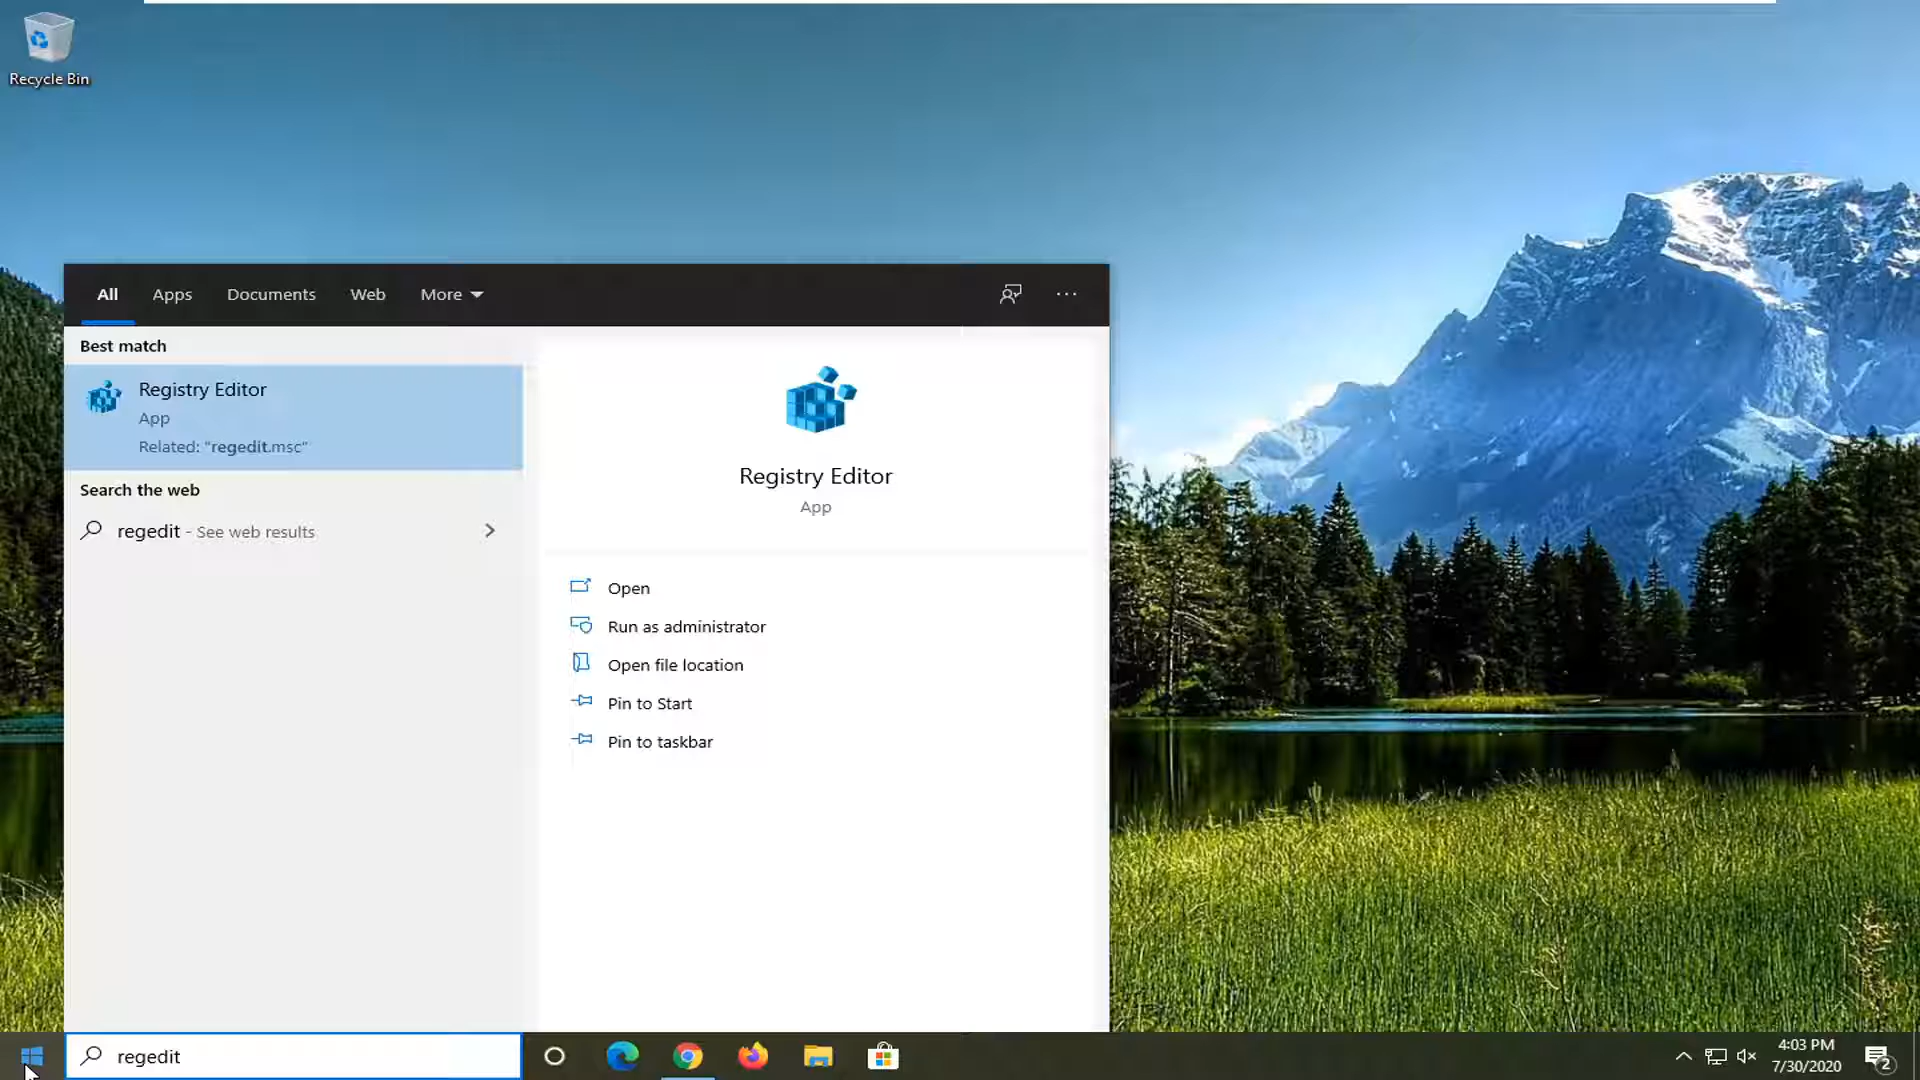 Recycle Bin
All Apps Documents Web More
Best match
Registry Editor
App
Related: "regedit.msc"
Search the web
regedit - See web results
Registry Editor
App
Open
Run as administrator
Open file location
Pin to Start
Pin to taskbar
regedit
4:03 PM
7/30/2020
2